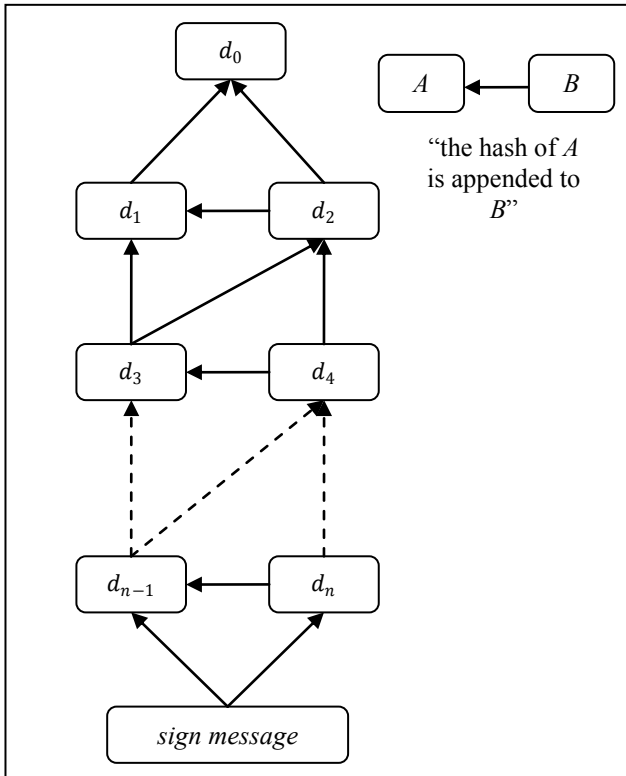 d₀
A B
“the hash of A
is appended to
B”
d₁ d₂
d₃ d₄
dₙ₋₁ dₙ
sign message